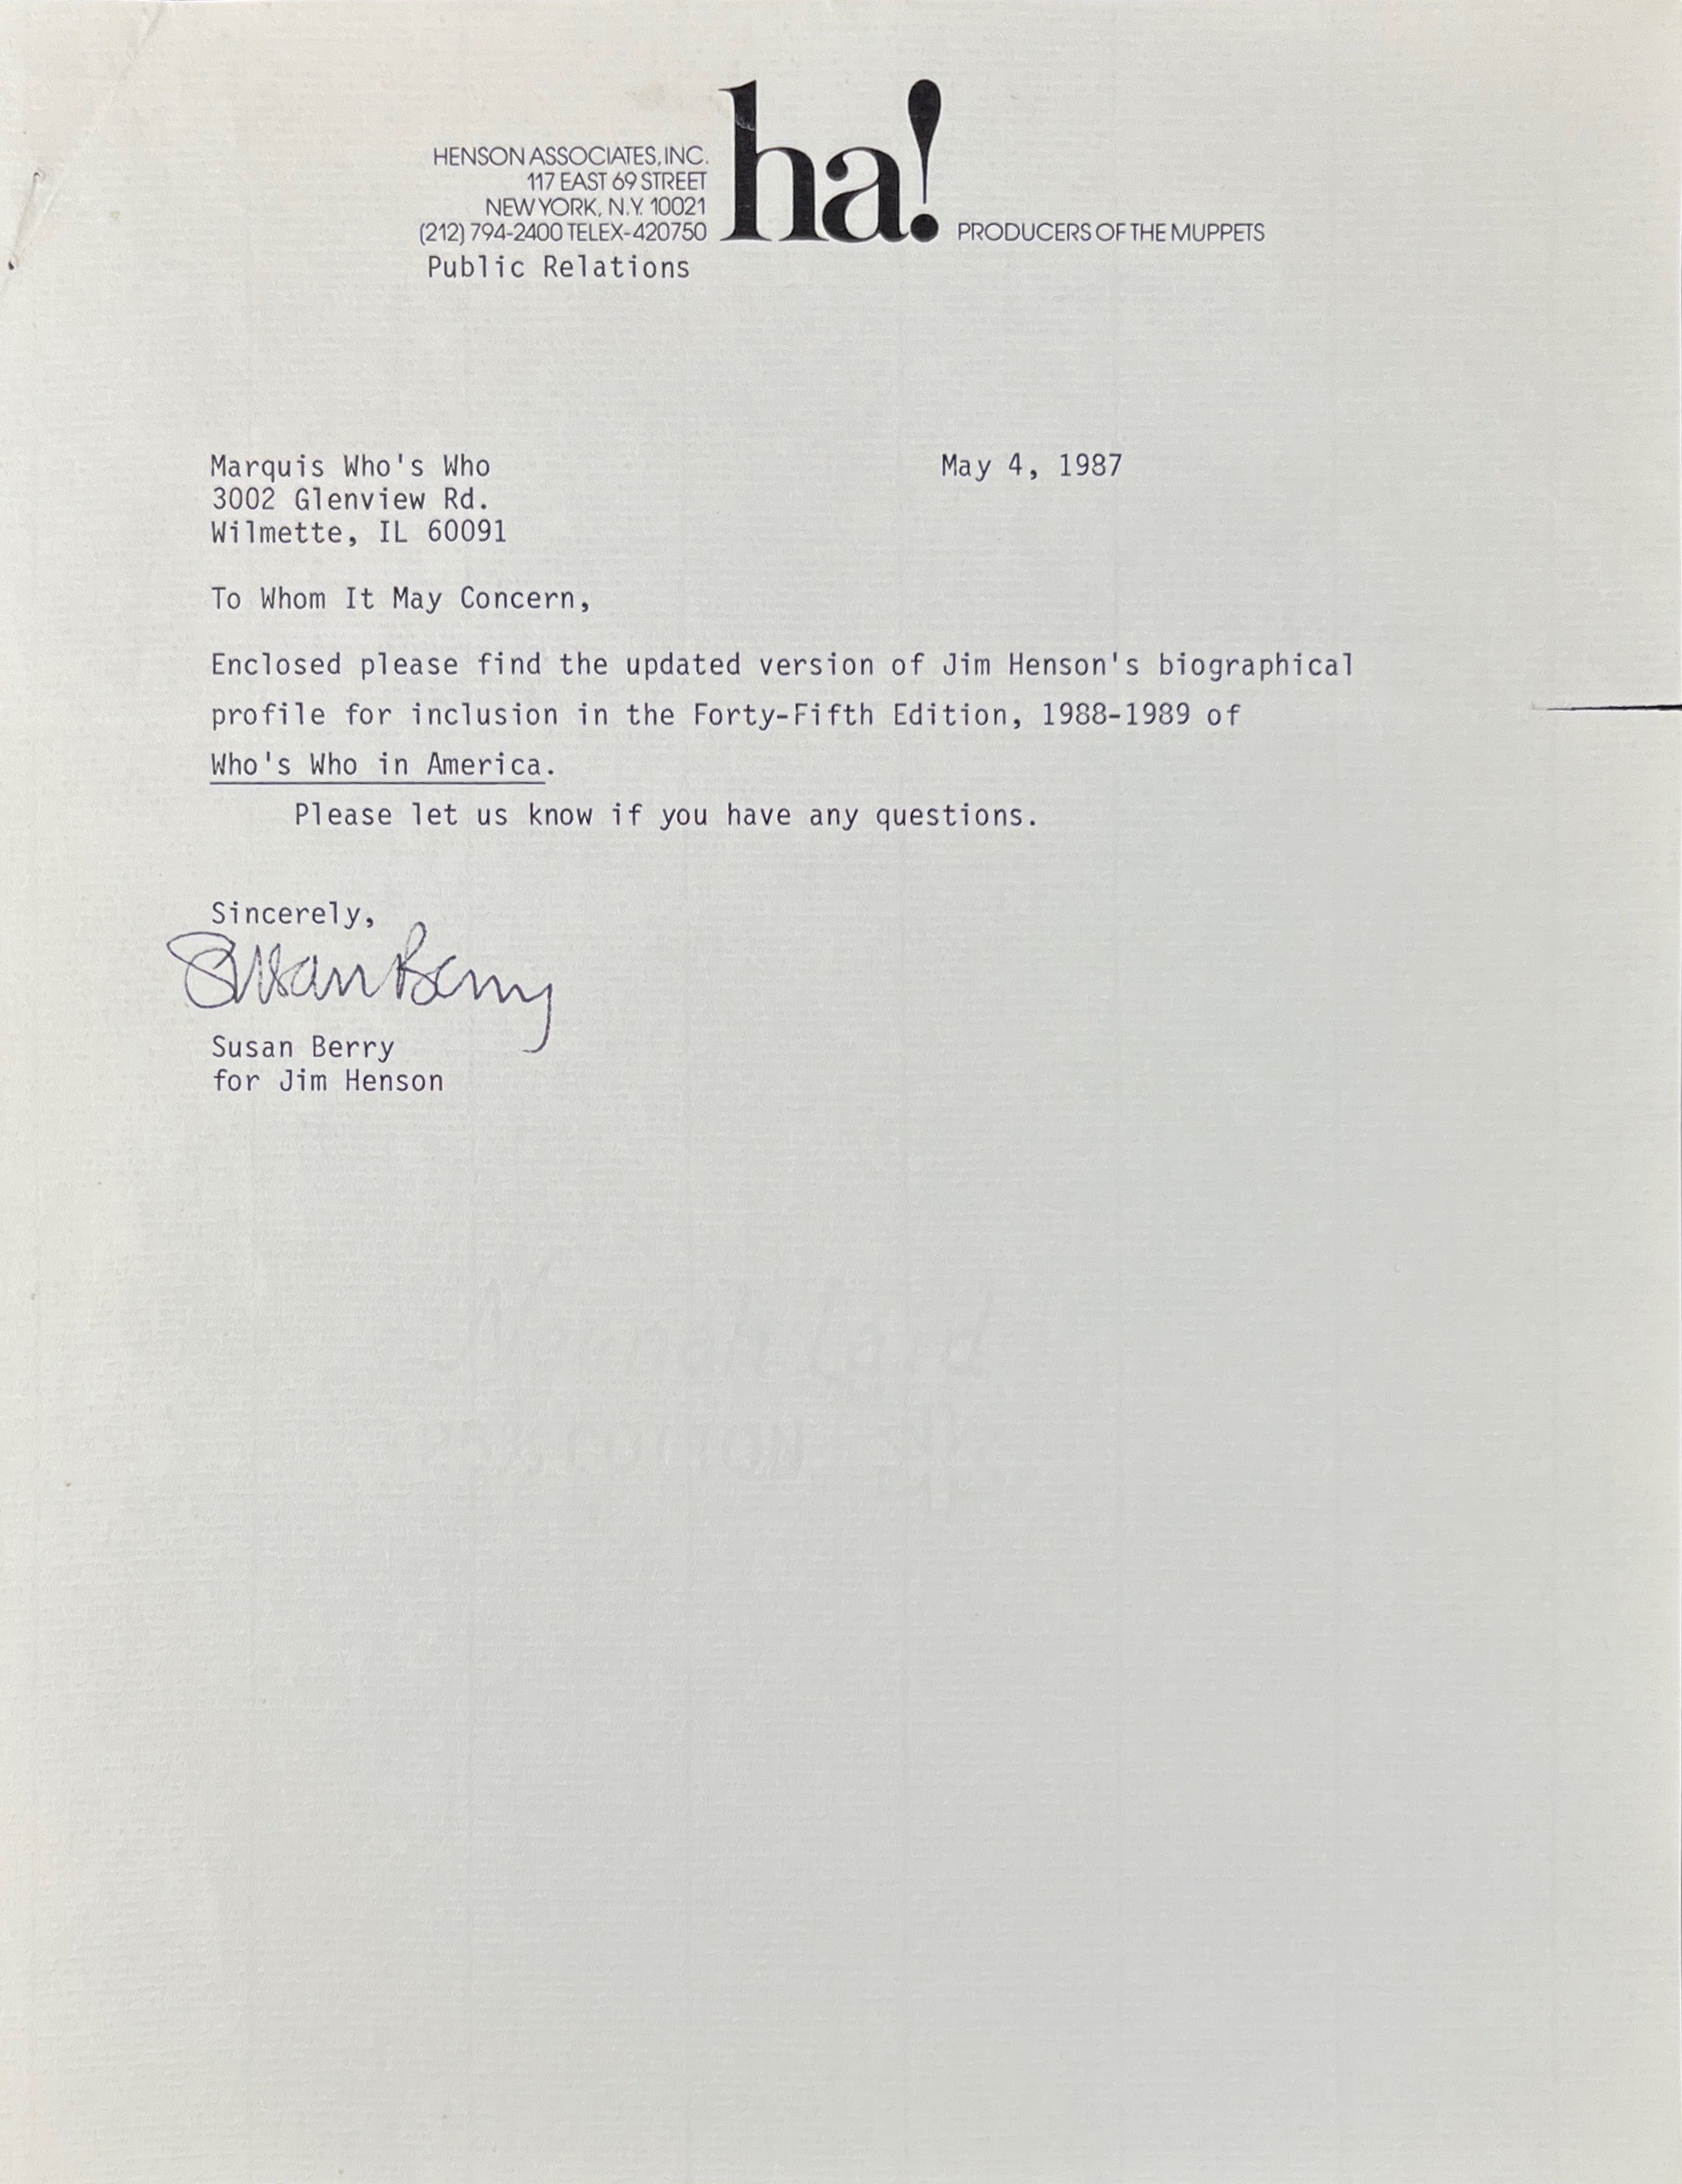 HENSON ASSOCIATES, INC.
117 EAST 69 STREET
NEW YORK, N.Y. 10021
(212) 794-2400 TELEX-420750
ha!
PRODUCERS OF THE MUPPETS
Public Relations
Marquis Who's Who
May 4, 1987
3002 Glenview Rd.
Wilmette, IL 60091
To Whom It May Concern,
Enclosed please find the updated version of Jim Henson's biographical
profile for inclusion in the Forty-Fifth Edition, 1988-1989 of
Who's Who in America.
Please let us know if you have any questions.
Sincerely,
Susan Berry
Susan Berry
for Jim Henson
Neenah Laid